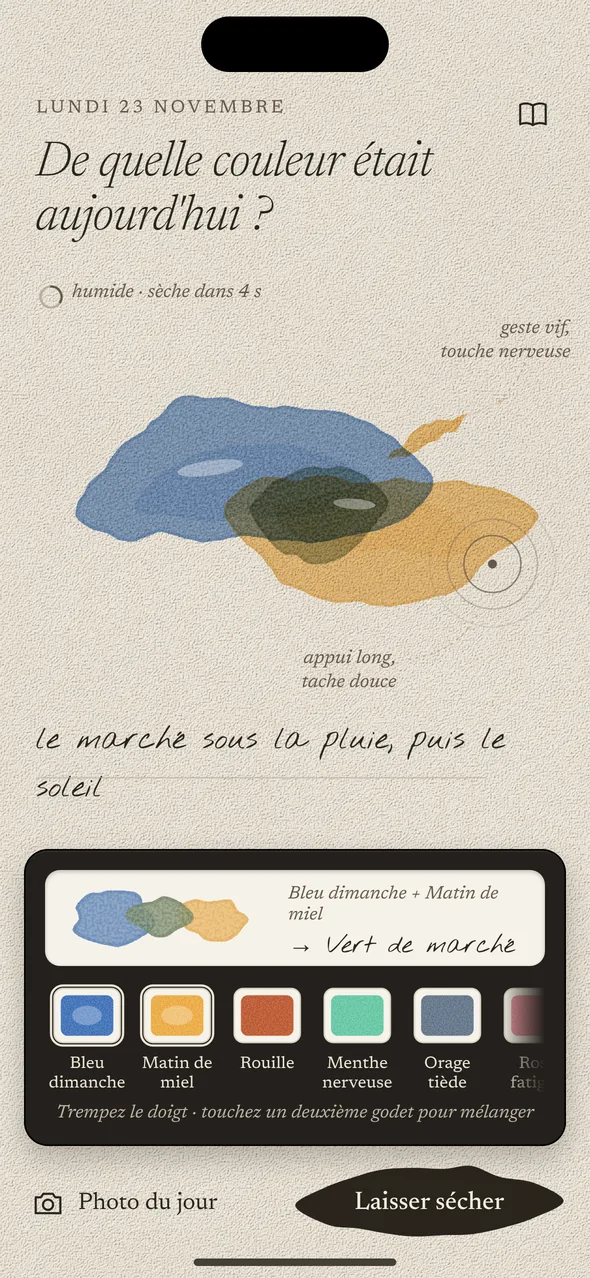 LUNDI 23 NOVEMBRE
De quelle couleur était
aujourd'hui ?
humide · sèche dans 4 s
geste vif,
touche nerveuse
appui long,
tache douce
le marché sous la pluie, puis le
soleil
Bleu dimanche + Matin de
miel
→ Vert de marché
Bleu
dimanche
Matin de
miel
Rouille
Menthe
nerveuse
Orage
tiède
Trempez le doigt · touchez un deuxième godet pour mélanger
Photo du jour
Laisser sécher